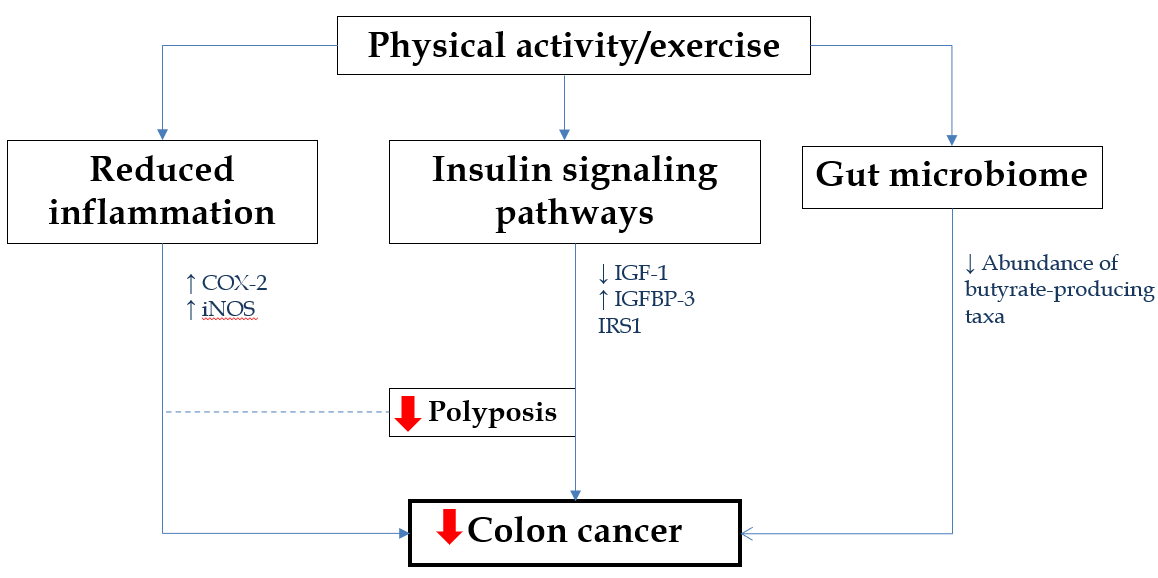 Physical activity/exercise
Reduced
inflammation
Insulin signaling
pathways
Gut microbiome
↑ COX-2
↑ iNOS
↓ IGF-1
↑ IGFBP-3
IRS1
↓ Abundance of
butyrate-producing
taxa
Polyposis
Colon cancer